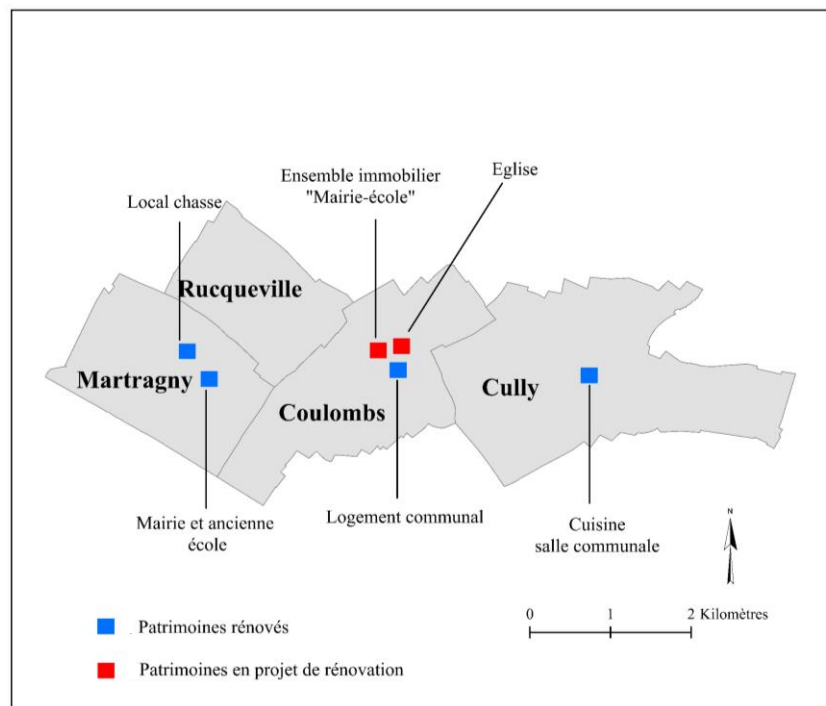 Ensemble immobilier
"Mairie-école"
Eglise
Local chasse
Rucqueville
Martragny
Coulombs
Cully
Mairie et ancienne
école
Logement communal
Cuisine
salle communale
N
0 1 2 Kilomètres
Patrimoines rénovés
Patrimoines en projet de rénovation